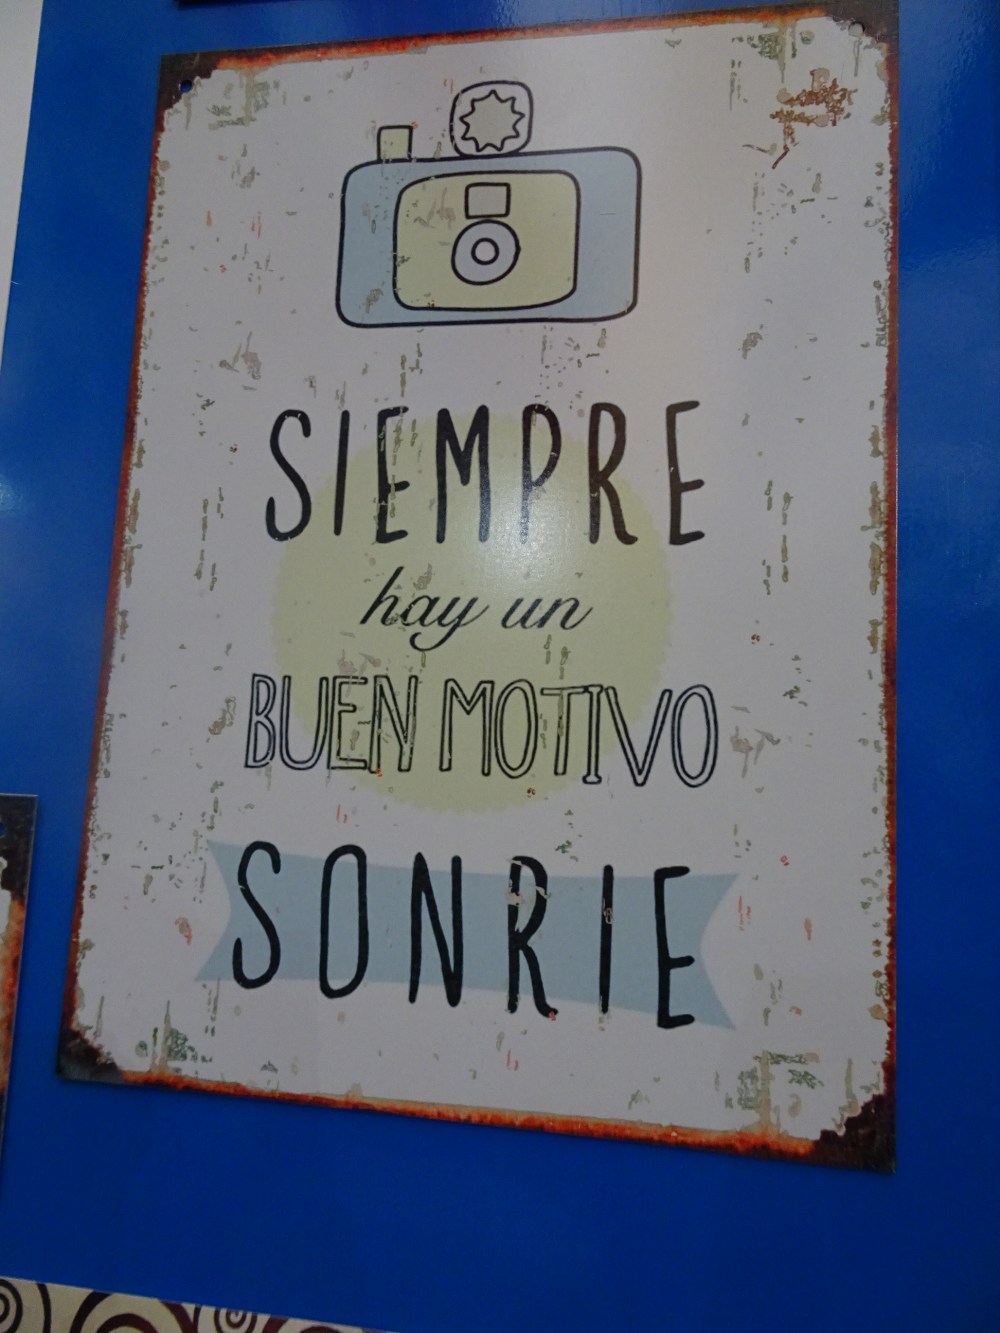 SIEMPRE
hay un
BUEN MOTIVO
SONRIE